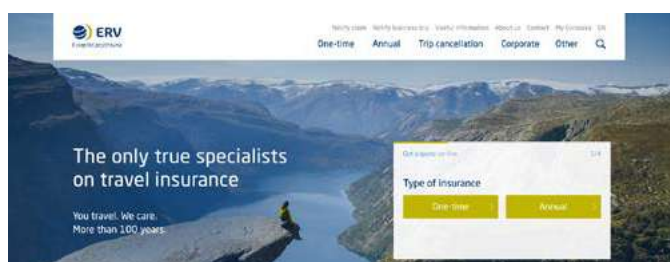 ERV
Notify claim Notify business trip Useful information About us Contact My Company EN
One-time Annual Trip cancellation Corporate Other
The only true specialists
on travel insurance
You travel. We care.
More than 100 years.
Get a quote on-line
1/4
Type of insurance
One-time
Annual